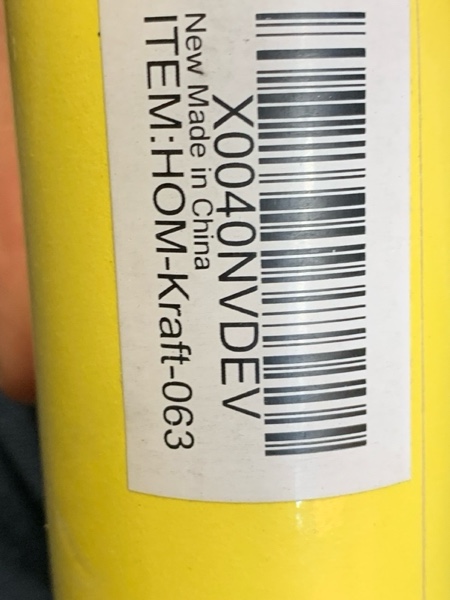 X0040NVDEV
New Made in China
ITEM:HOM-Kraft-063